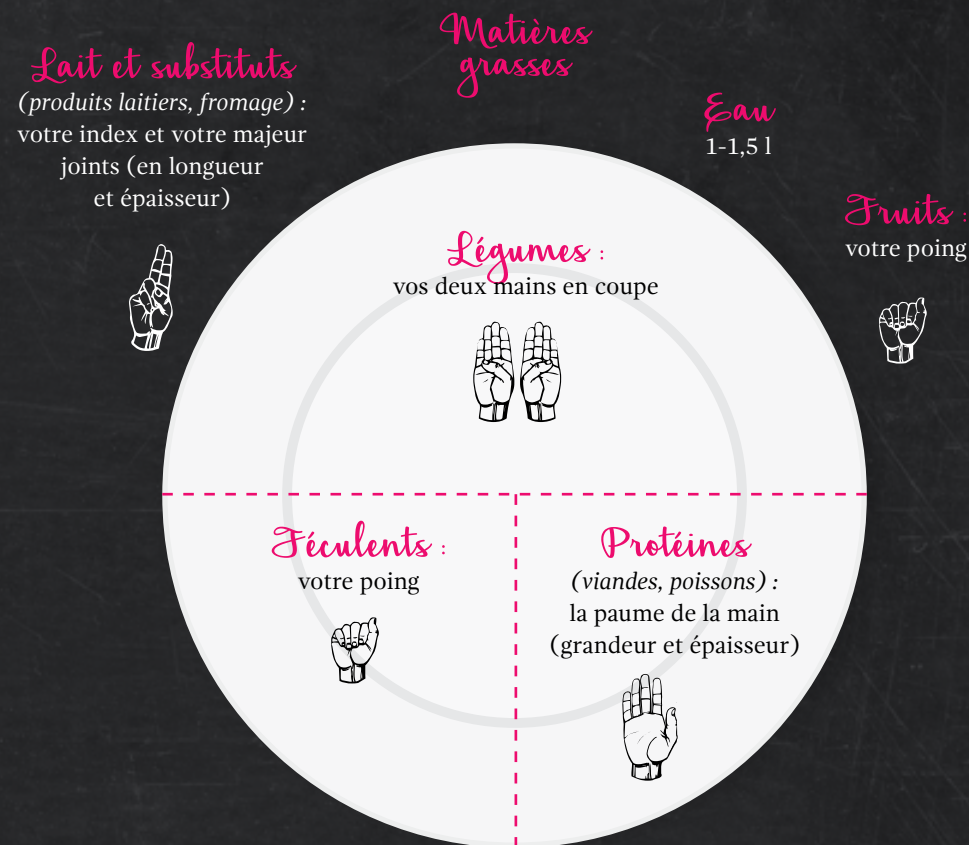 Matières
grasses
Lait et substituts
(produits laitiers, fromage) :
votre index et votre majeur
joints (en longueur
et épaisseur)
Eau
1-1,5 l
Fruits :
votre poing
Légumes :
vos deux mains en coupe
Féculents :
votre poing
Protéines
(viandes, poissons) :
la paume de la main
(grandeur et épaisseur)